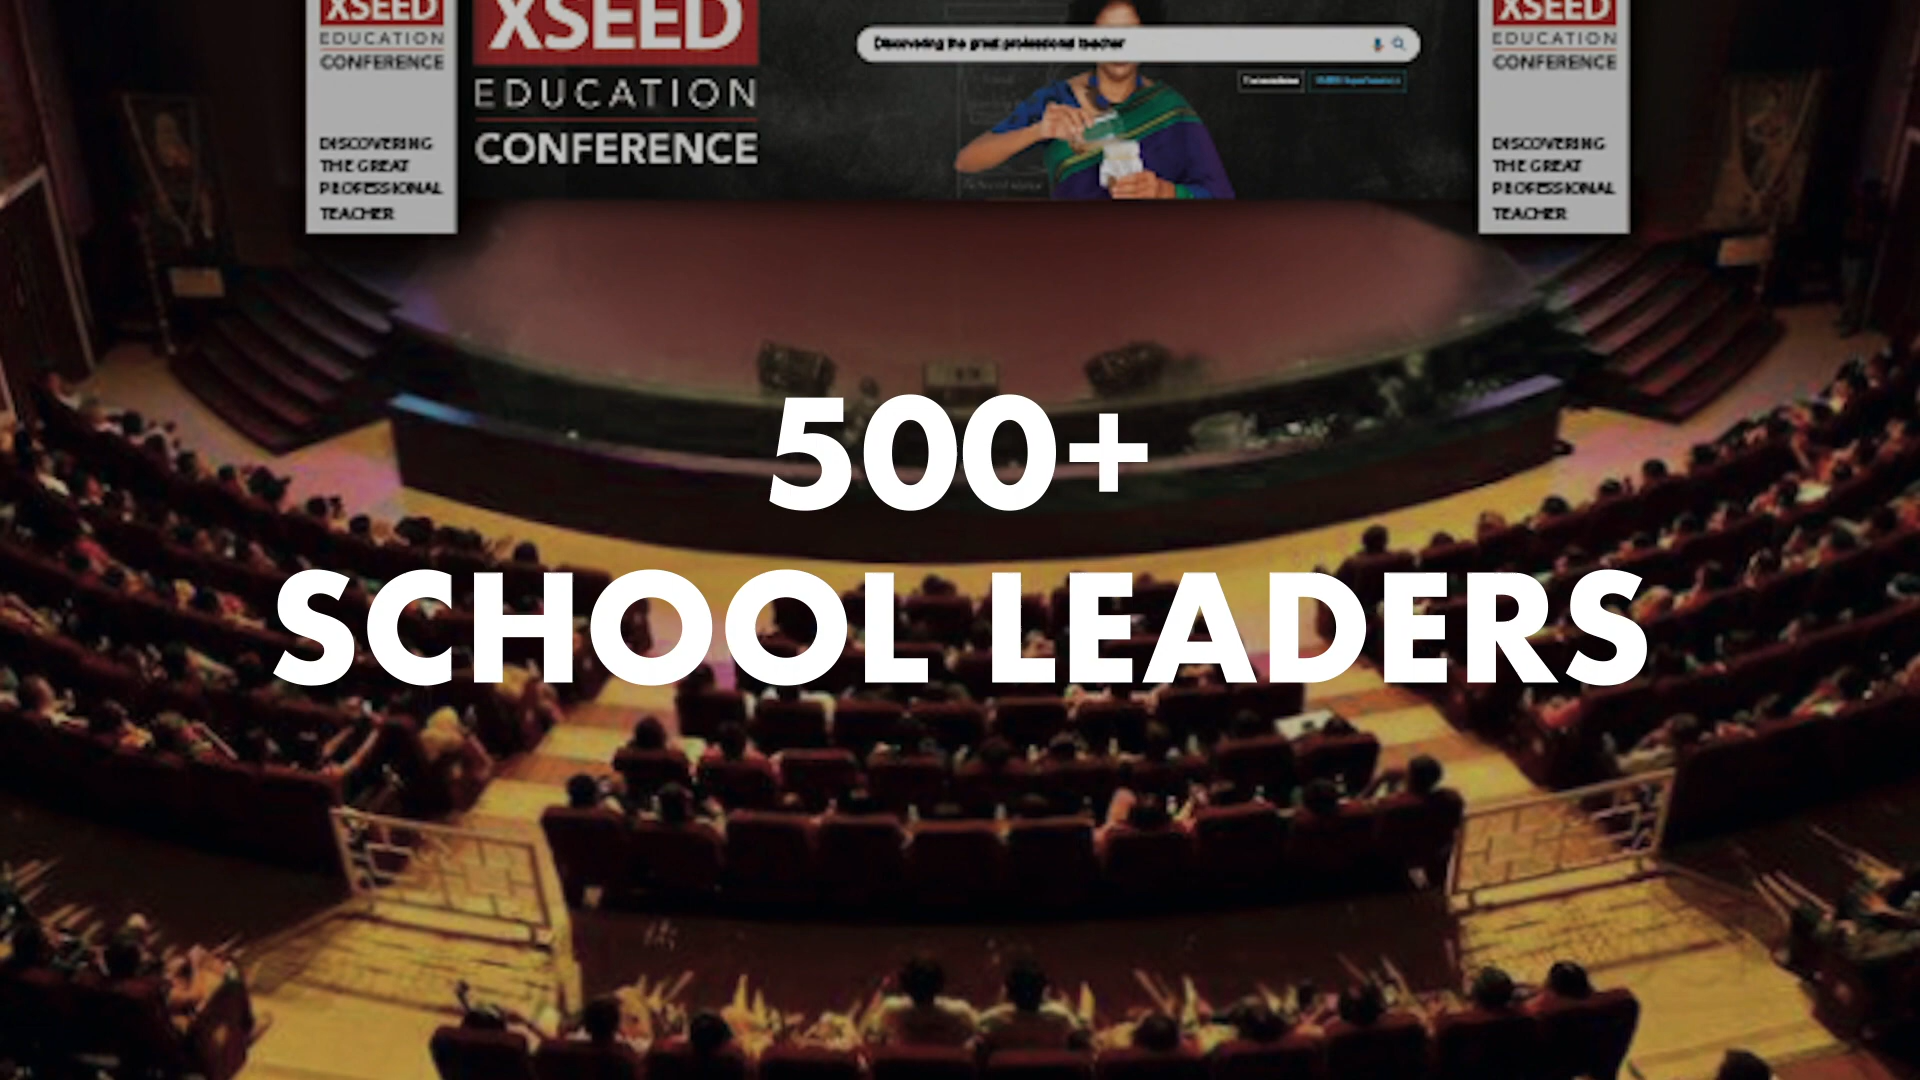 XSEED
EDUCATION
CONFERENCE
DISCOVERING
THE GREAT
PROFESSIONAL
TEACHER
XSEED
EDUCATION
CONFERENCE
Discovering the great professional teacher
XSEED
EDUCATION
CONFERENCE
DISCOVERING
THE GREAT
PROFESSIONAL
TEACHER
500+
SCHOOL LEADERS